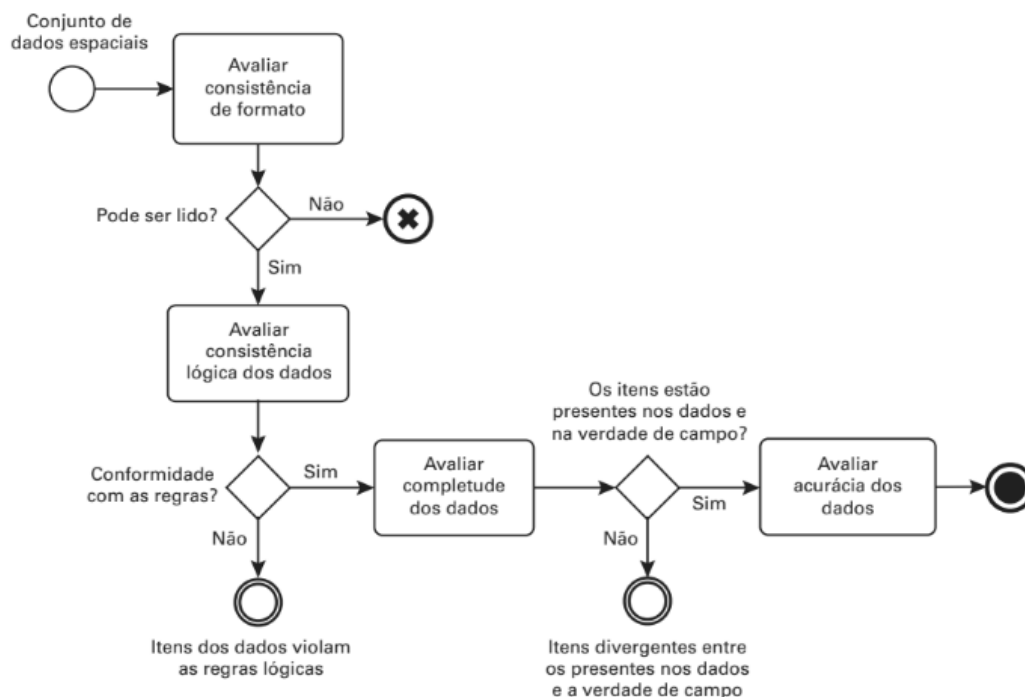 Conjunto de
dados espaciais
Avaliar
consistência
de formato
Pode ser lido?
Não
Sim
Avaliar
consistência
lógica dos dados
Conformidade
com as regras?
Sim
Não
Itens dos dados violam
as regras lógicas
Avaliar
completude
dos dados
Os itens estão
presentes nos dados e
na verdade de campo?
Sim
Não
Itens divergentes entre
os presentes nos dados
e a verdade de campo
Avaliar
acurácia dos
dados